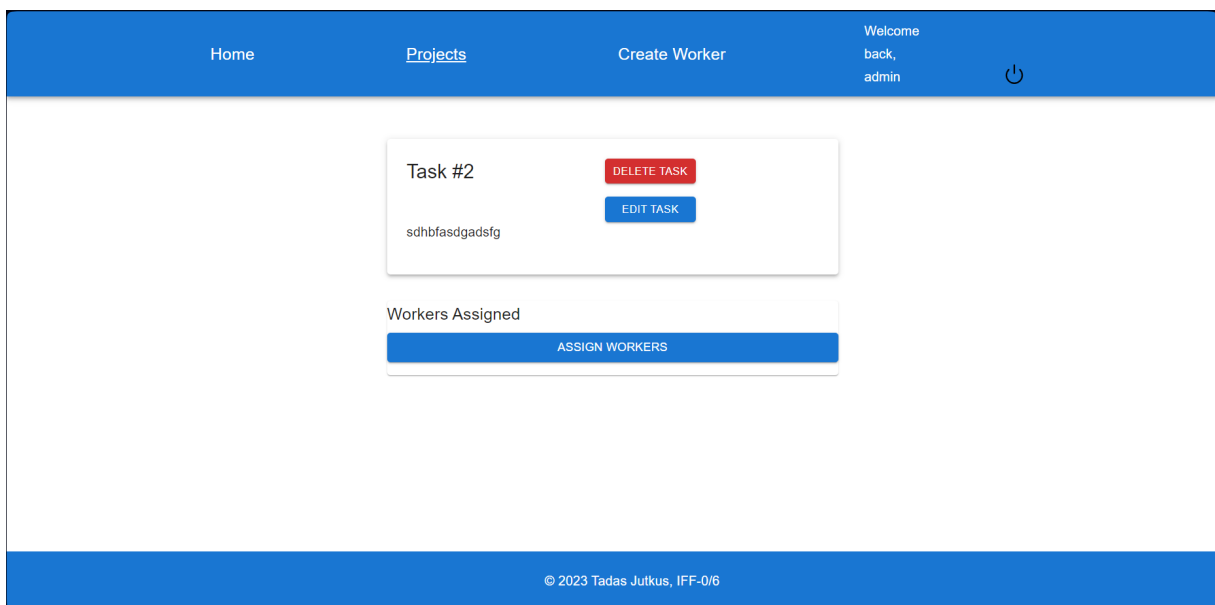 Home
Projects
Create Worker
Welcome
back,
admin
Task #2
DELETE TASK
EDIT TASK
sdhbfasdgadsfg
Workers Assigned
ASSIGN WORKERS
© 2023 Tadas Jutkus, IFF-0/6